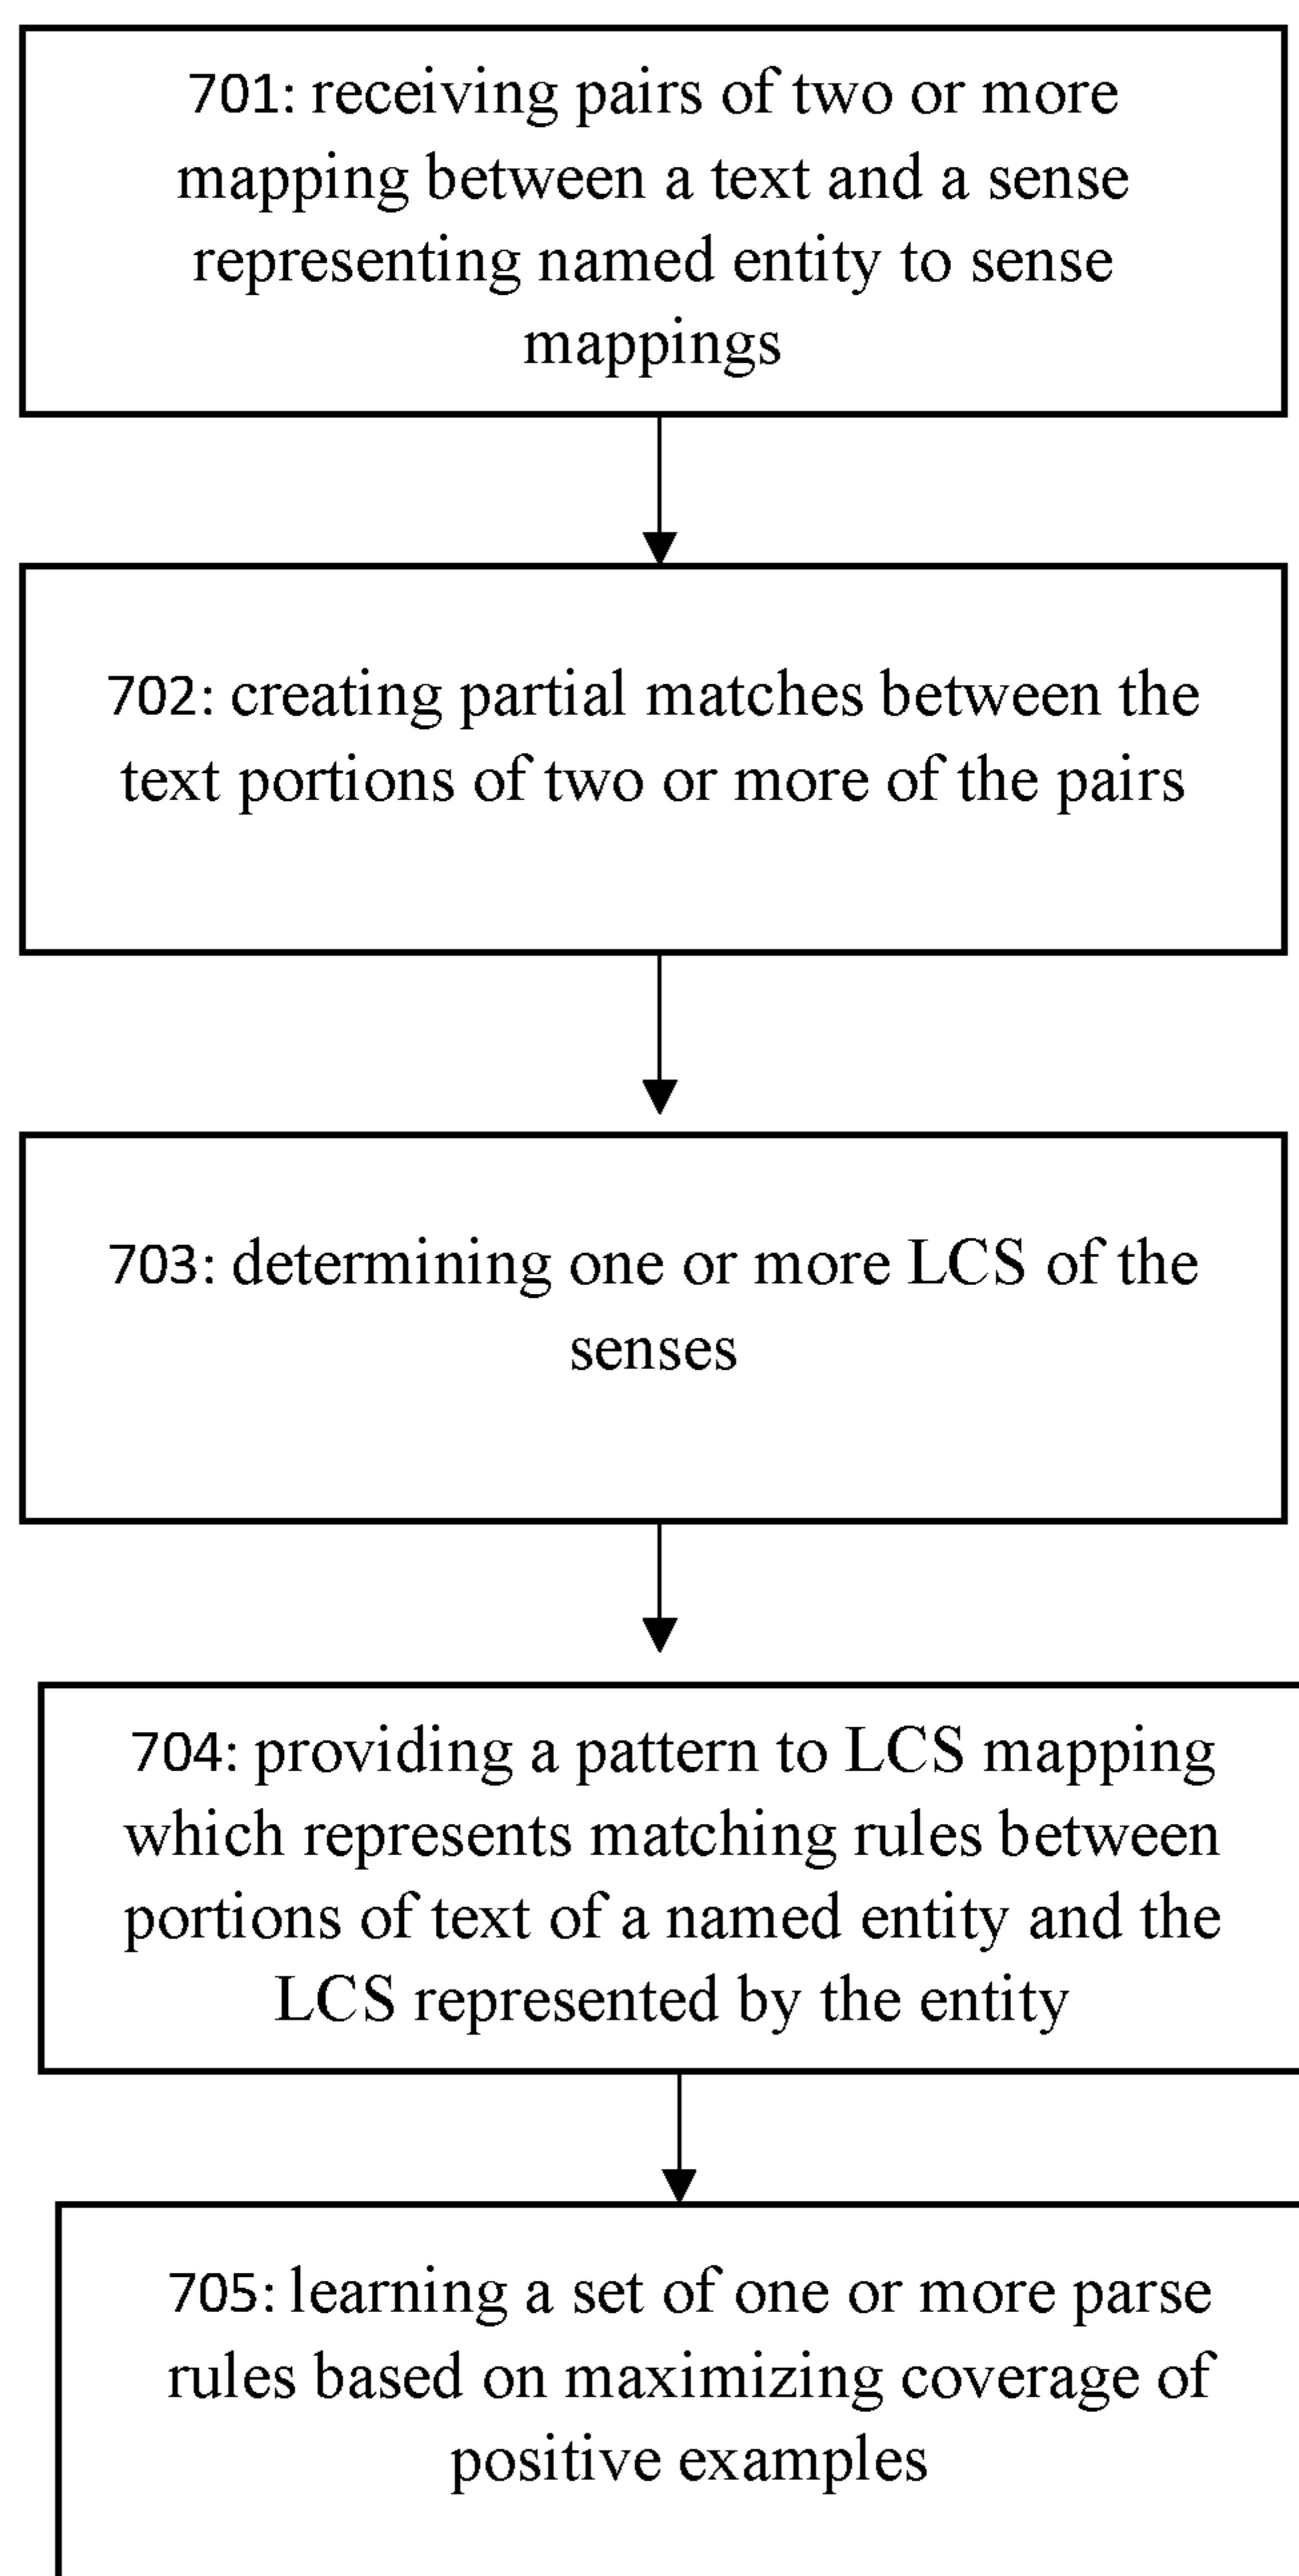 701: receiving pairs of two or more
mapping between a text and a sense
representing named entity to sense
mappings
702: creating partial matches between the
text portions of two or more of the pairs
703: determining one or more LCS of the
senses
704: providing a pattern to LCS mapping
which represents matching rules between
portions of text of a named entity and the
LCS represented by the entity
705: learning a set of one or more parse
rules based on maximizing coverage of
positive examples